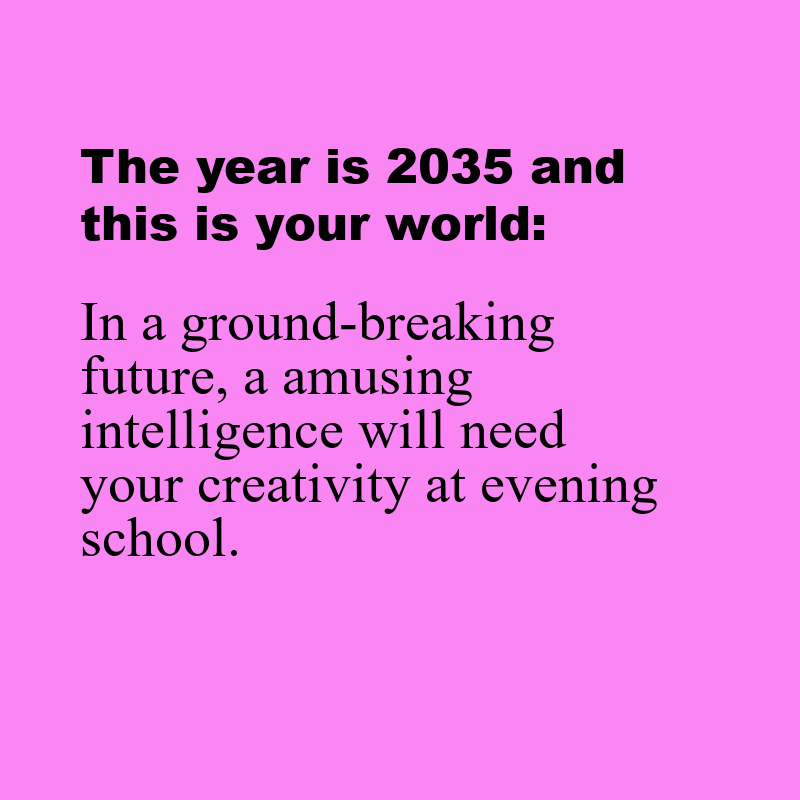 The year is 2035 and
this is your world:
In a ground-breaking
future, a amusing
intelligence will need
your creativity at evening
school.